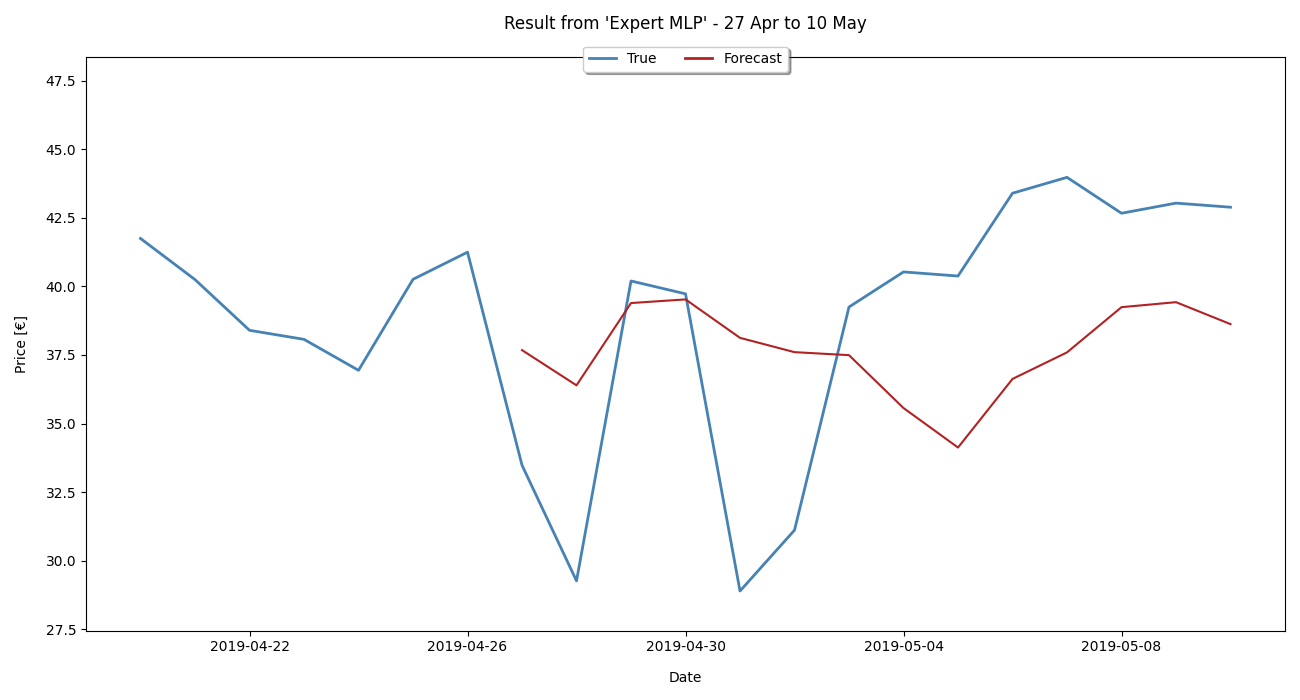 Result from 'Expert MLP' - 27 Apr to 10 May
True Forecast
47.5
45.0
42.5
40.0
37.5
35.0
32.5
30.0
27.5
Price [€]
2019-04-22 2019-04-26 2019-04-30 2019-05-04 2019-05-08
Date